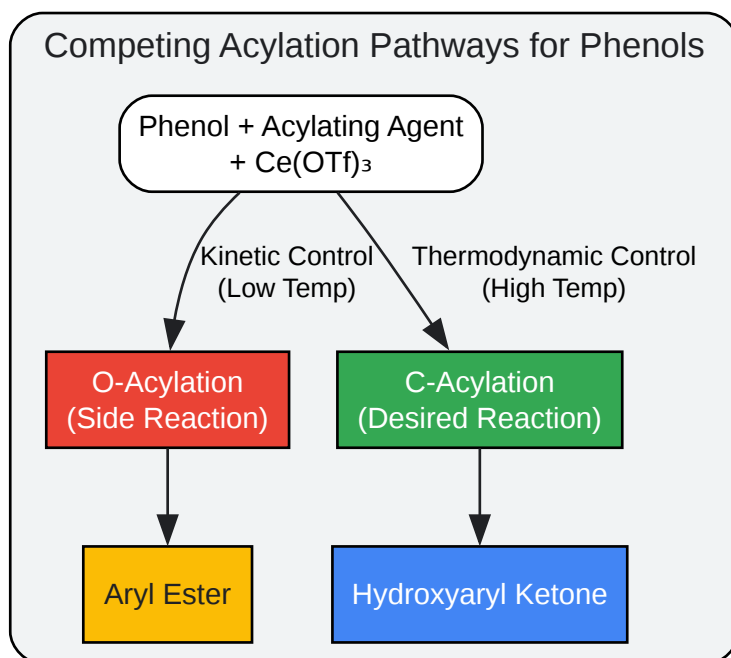 Competing Acylation Pathways for Phenols
Phenol + Acylating Agent
+ Ce(OTf)₃
Kinetic Control
(Low Temp)
Thermodynamic Control
(High Temp)
O-Acylation
(Side Reaction)
C-Acylation
(Desired Reaction)
Aryl Ester
Hydroxyaryl Ketone